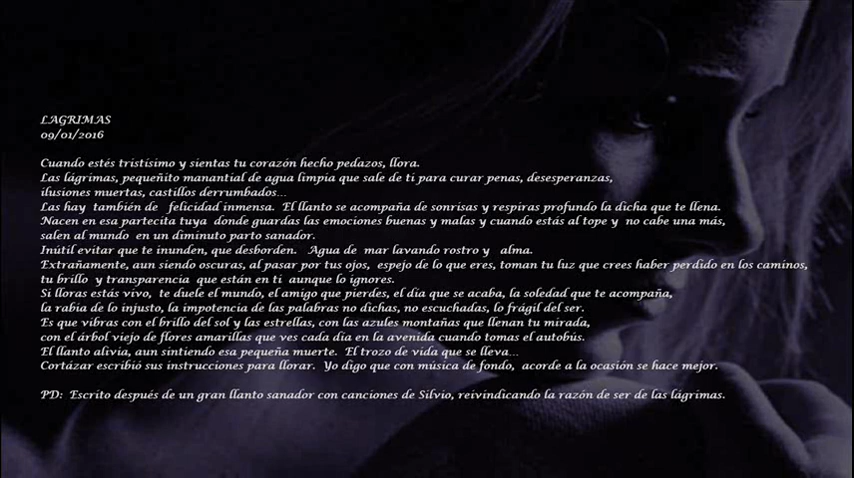 LAGRIMAS
09/01/2016
Cuando estés tristísimo y sientas tu corazón hecho pedazos, llora.
Las lágrimas, pequeñito manantial de agua limpia que sale de ti para curar penas, desesperanzas,
ilusiones muertas, castillos derrumbados...
Las hay también de felicidad inmensa. El llanto se acompaña de sonrisas y respiras profundo la dicha que te llena.
Nacen en esa partecita tuya donde guardas las emociones buenas y malas y cuando estás al tope y no cabe una más,
salen al mundo en un diminuto parto sanador.
Inútil evitar que te inunden, que desborden. Agua de mar lavando rostro y alma.
Extrañamente, aun siendo oscuras, al pasar por tus ojos, espejo de lo que eres, toman tu luz que crees haber perdido en los caminos,
tu brillo y transparencia que están en ti aunque lo ignores.
Si lloras estás vivo, te duele el mundo, el amigo que pierdes, el dia que se acaba, la soledad que te acompaña,
la rabia de lo injusto, la impotencia de las palabras no dichas, no escuchadas, lo frágil del ser.
Es que vibras con el brillo del sol y las estrellas, con las azules montañas que llenan tu mirada,
con el árbol viejo de flores amarillas que ves cada dia en la avenida cuando tomas el autobús.
El llanto alivia, aun sintiendo esa pequeña muerte. El trozo de vida que se lleva...
Cortázar escribió sus instrucciones para llorar. Yo digo que con música de fondo, acorde a la ocasión se hace mejor.
PD: Escrito después de un gran llanto sanador con canciones de Silvio, reivindicando la razón de ser de las lágrimas.